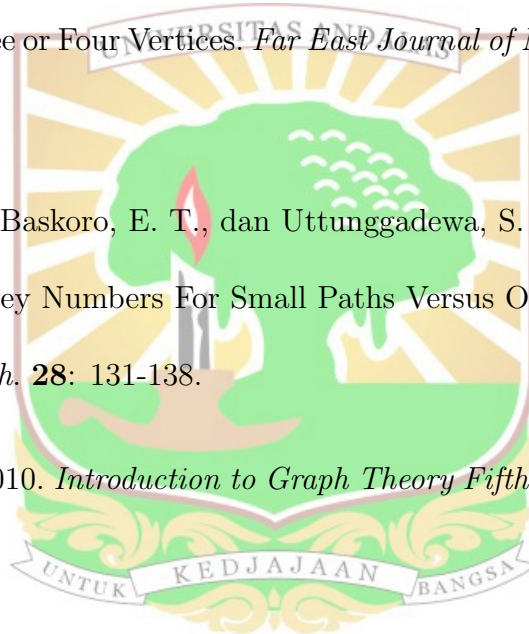 UNIVERSITAS ANDALAS
ee or Four Vertices. Far East Journal of
Baskoro, E. T., dan Uttunggadewa, S.
ey Numbers For Small Paths Versus O
h. 28: 131-138.
010. Introduction to Graph Theory Fifth
UNTUK KEDJAJAAN BANGSA